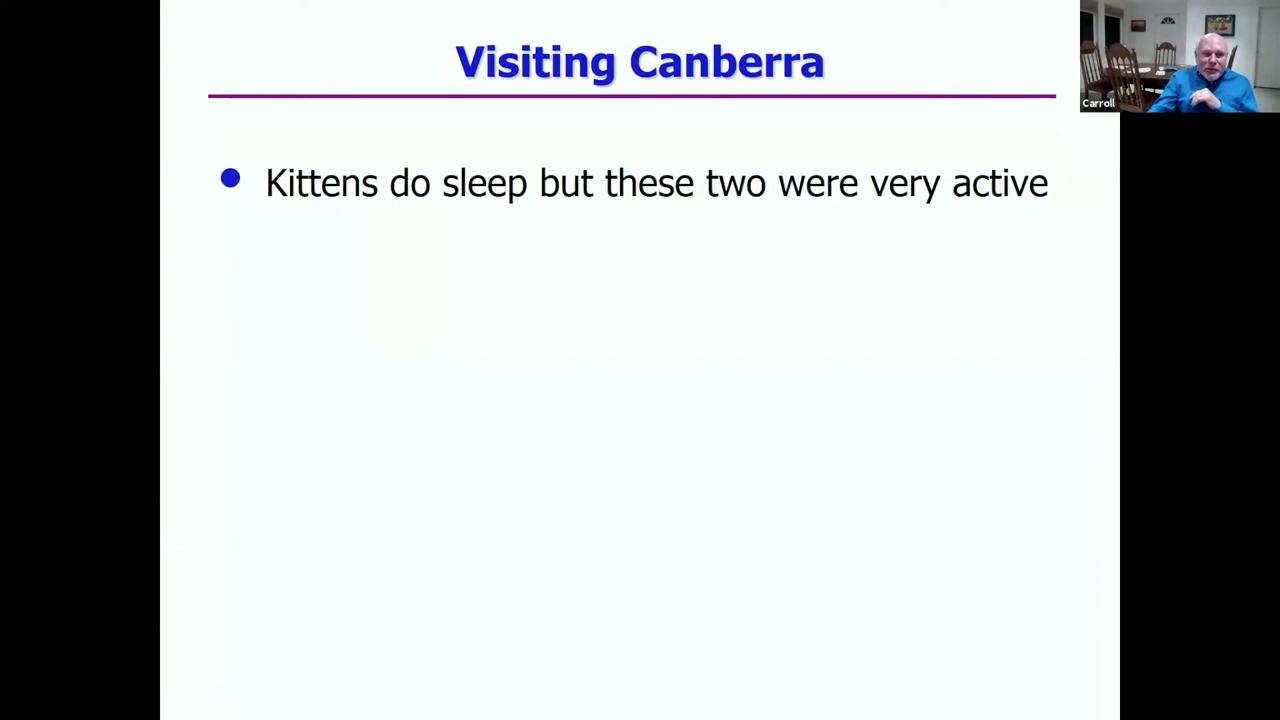 Visiting Canberra
Carroll
Kittens do sleep but these two were very active